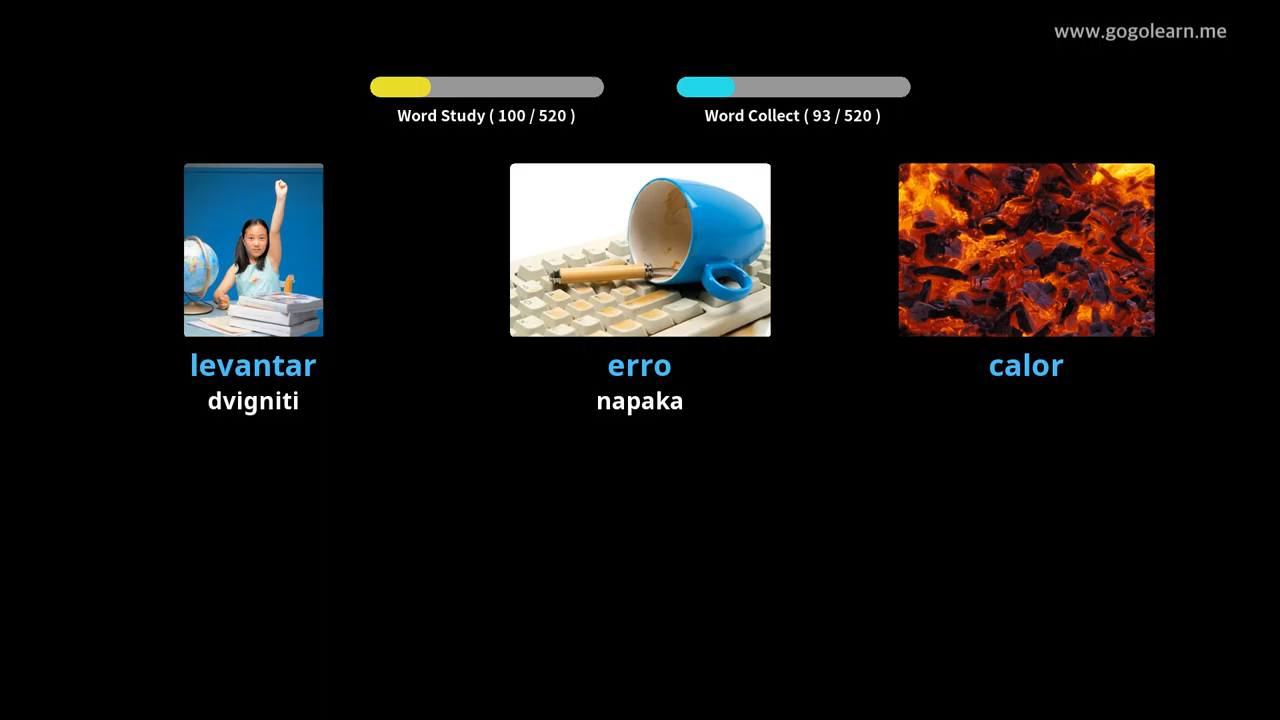 www.gogolearn.me
Word Study ( 100 / 520 )
Word Collect ( 93 / 520 )
levantar
dvigniti
erro
napaka
calor